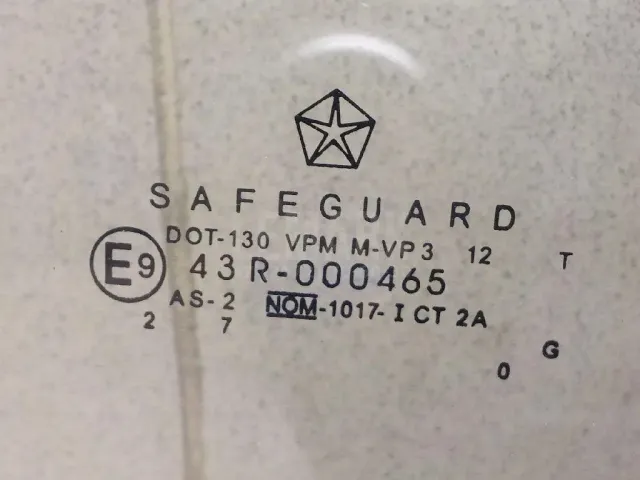 SAFEGUARD
DOT-130 VPM M-VP3 12 T
E9 43R-000465
AS-2 NOM-1017-I CT 2A
2 7 G
0